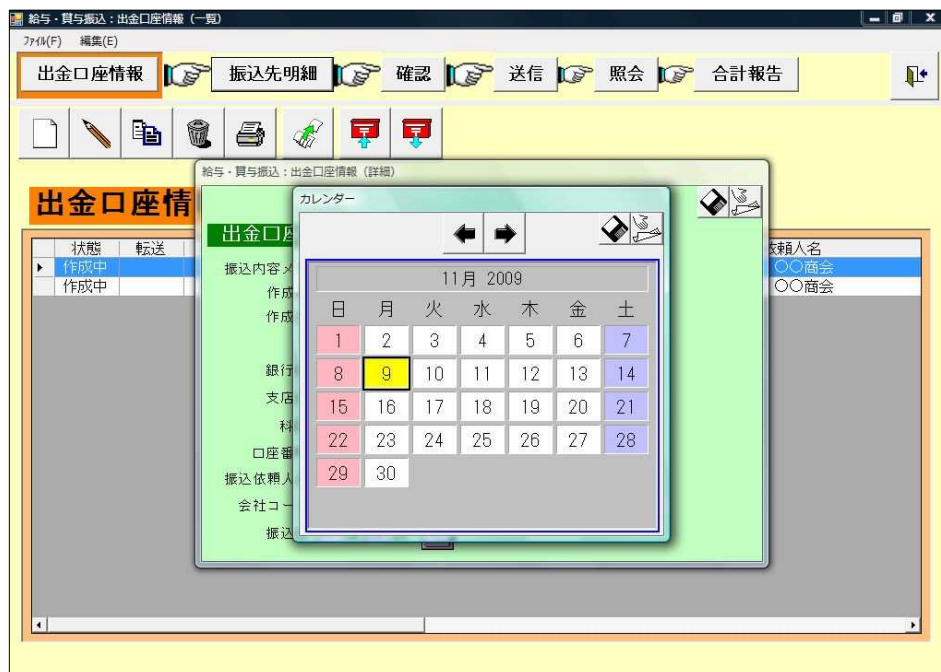 給与・賞与振込:出金口座情報 (一覧)
ファイル(F) 編集(E)
出金口座情報 振込先明細 確認 送信 照会 合計報告
給与・賞与振込:出金口座情報 (詳細)
カレンダー
出金口座情
出金口座
状態 転送 依頼人名
作成中 〇〇商会
作成中 〇〇商会
振込内容メ
作成
作成
銀行
支店
科
口座番
振込依頼人
会社コー
振込
11月 2009
日 月 火 水 木 金 土
1 2 3 4 5 6 7
8 9 10 11 12 13 14
15 16 17 18 19 20 21
22 23 24 25 26 27 28
29 30